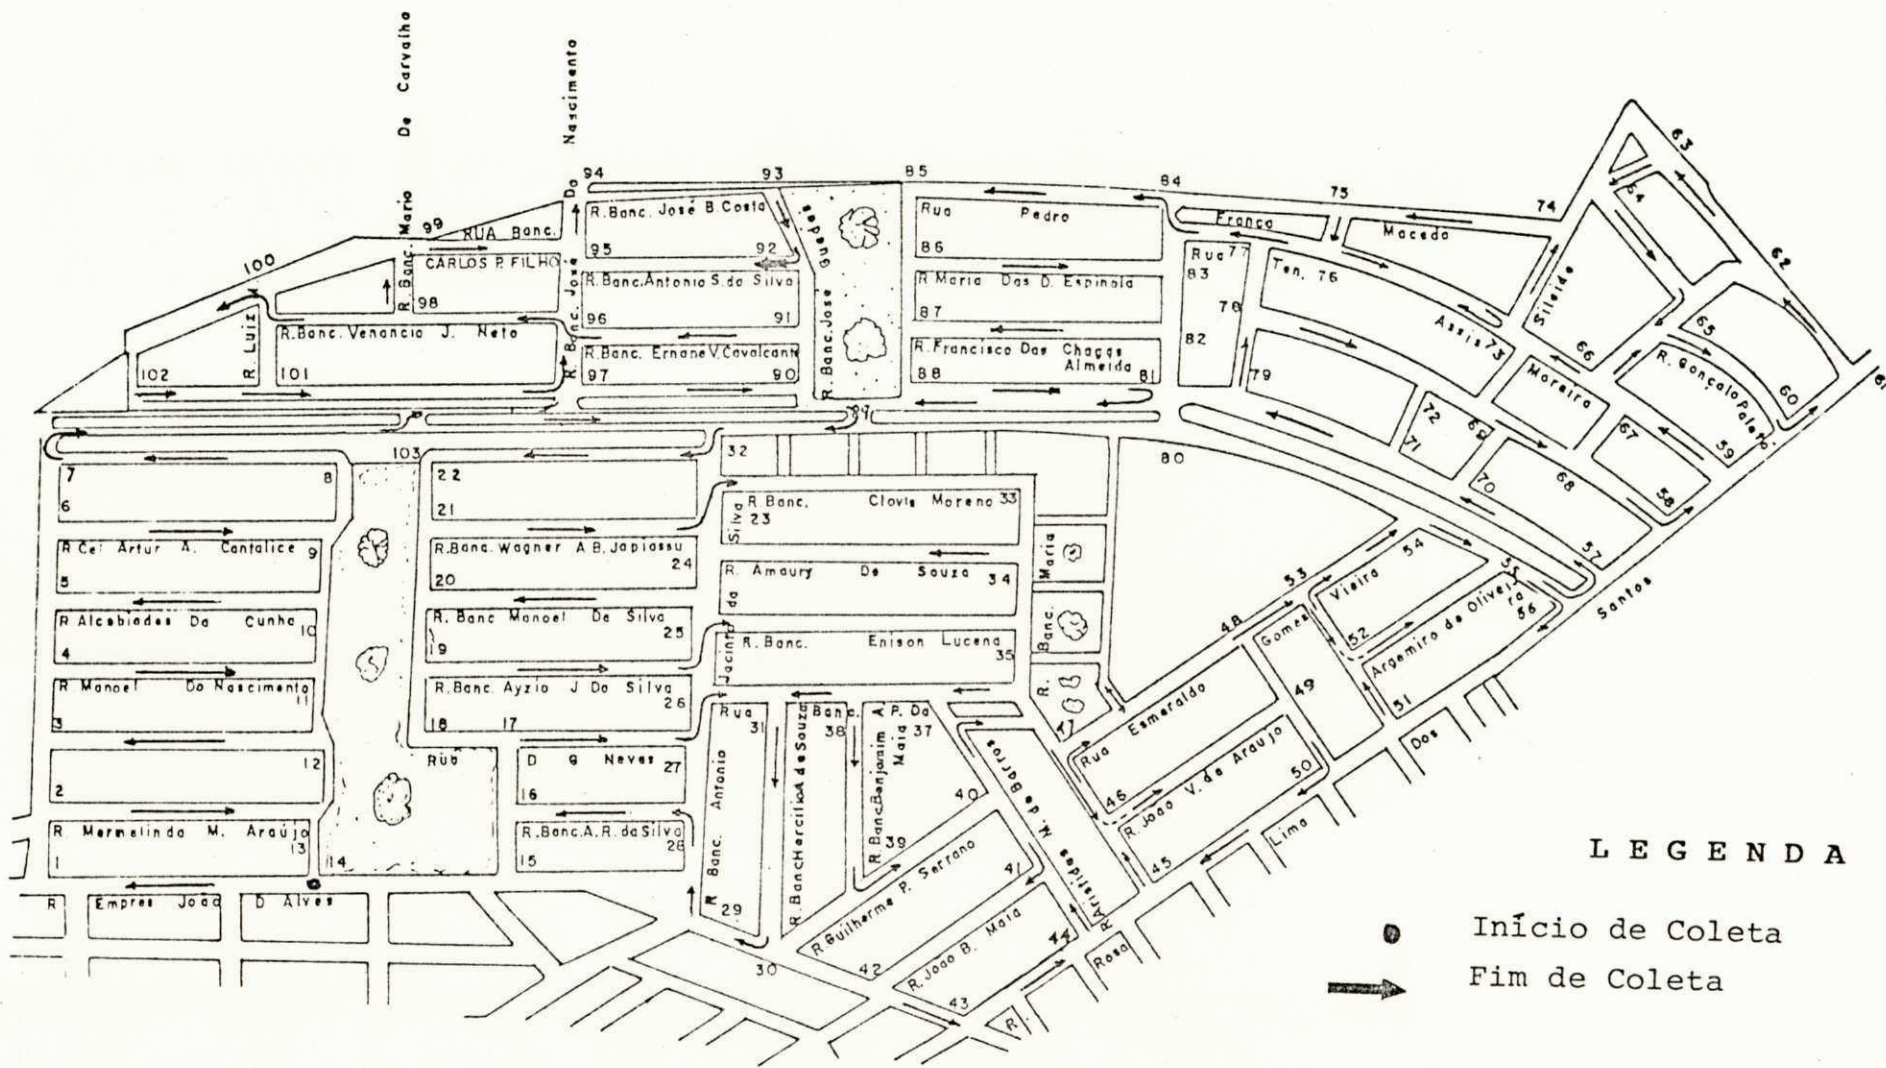 R. Banc. Mario De Carvalho
R. Banc. José Do Nascimento
63
62
61
64
94
93
85
84
75
74
R. Banc. José B. Costa
Rua Pedro
França
Macedo
99
RUA Banc.
CARLOS P. FILHO
95
92
86
Rua
77
83
Ten. 76
Sileide
100
98
R. Banc. Antonio S. da Silva
R. Maria Das D. Espinola
R. Banc. Jose Guedes
96
91
87
78
Assis
73
65
66
R. Luiz
R. Banc. Venancio J. Neto
R. Banc. Ernane V. Cavalcante
R. Francisco Das Chagas
Almeida
82
Moreira
R. Gonçalo Paleto
60
102
101
97
90
88
81
79
72
69
67
59
89
71
103
32
80
70
68
58
7
8
22
6
21
R. Banc. Clovis Moreno 33
23
57
R Cel Artur A. Cantalice 9
R. Banc. Wagner A B. Japiassu
24
54
55
5
20
R. Amaury De Souza 34
R. Banc. Maria
53
Vieira
R Alcebiades Da Cunha
10
R. Banc Manoel Da Silva
25
Jacinto da Silva
Santos
4
19
R. Banc. Enison Lucena
35
48
Gomes
52
Argemiro de Oliveira
56
R Manoel Do Nascimento
11
R. Banc. Ayzio J Da Silva
26
3
18
17
Rua
31
Banc.
38
A P. Da
37
47
Rua Esmeraldo
49
51
12
Rua
D G Neves 27
2
16
R. Banc. Antonio
R. Banc Hercilio A de Souza
R. Banc Benjamim
Maia
40
R. Aristides M. de Barros
46
50
Dos
R Mermelinda M. Araújo
13
14
R. Banc. A. R. da Silva
28
1
15
39
R. Guilherme P. Serrano
41
R. João V. de Araujo
45
Lima
R Empres João D Alves
29
30
42
R. João B. Maia
44
43
Rosa
R.
LEGENDA
Início de Coleta
Fim de Coleta